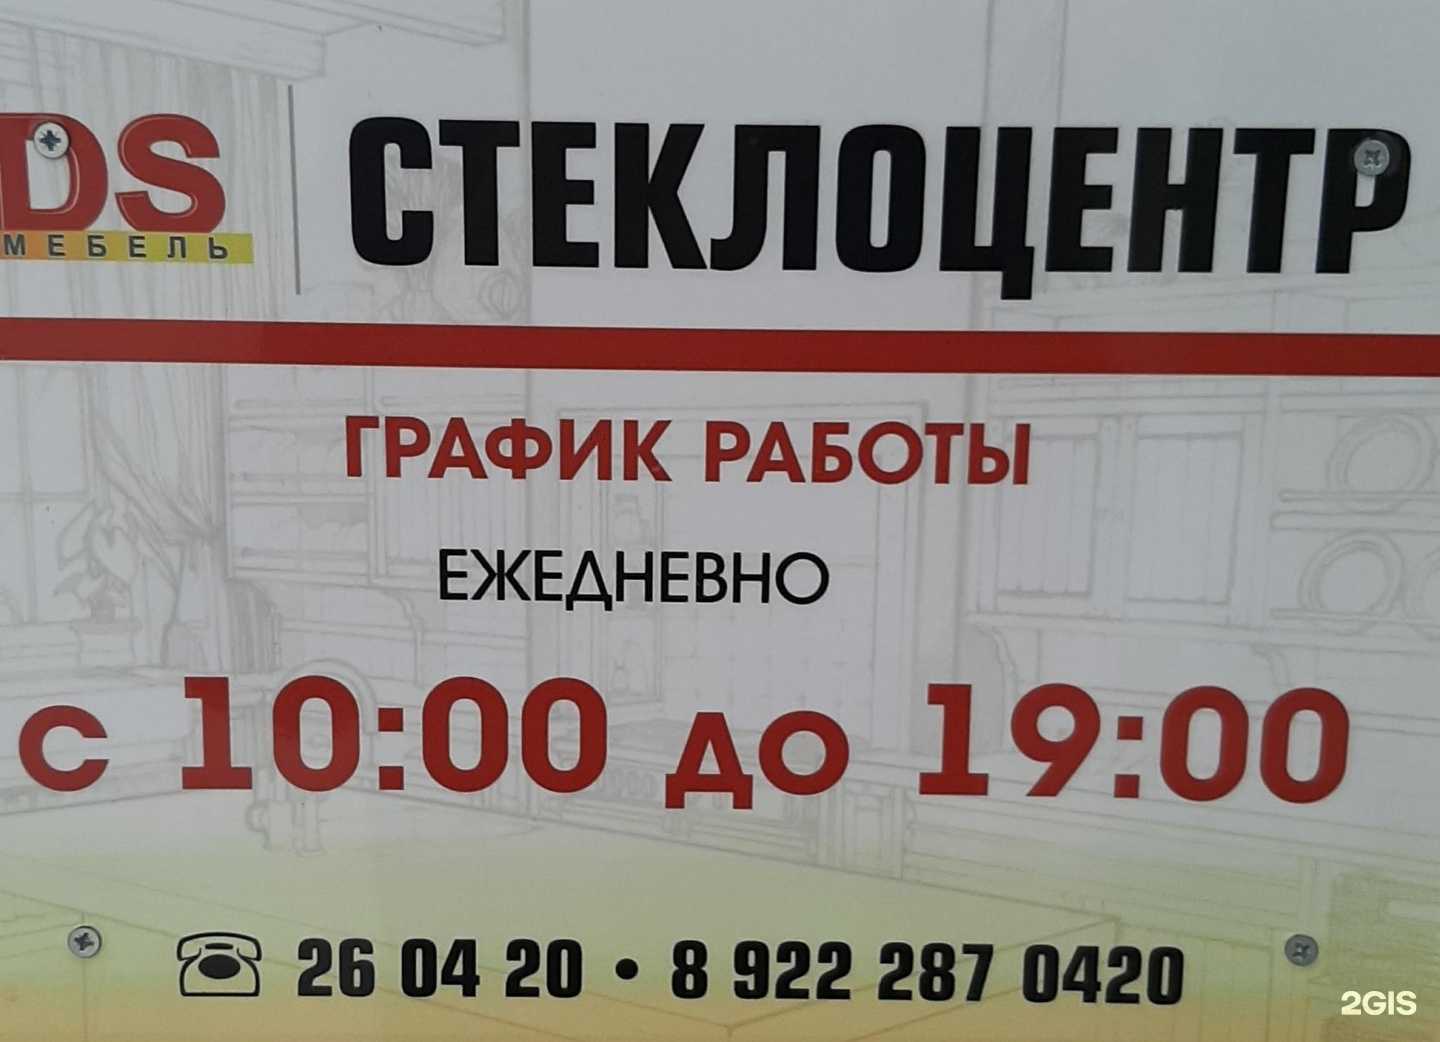 DS
МЕБЕЛЬ
СТЕКЛОЦЕНТР
ГРАФИК РАБОТЫ
ЕЖЕДНЕВНО
с 10:00 до 19:00
26 04 20 • 8 922 287 0420
2GIS